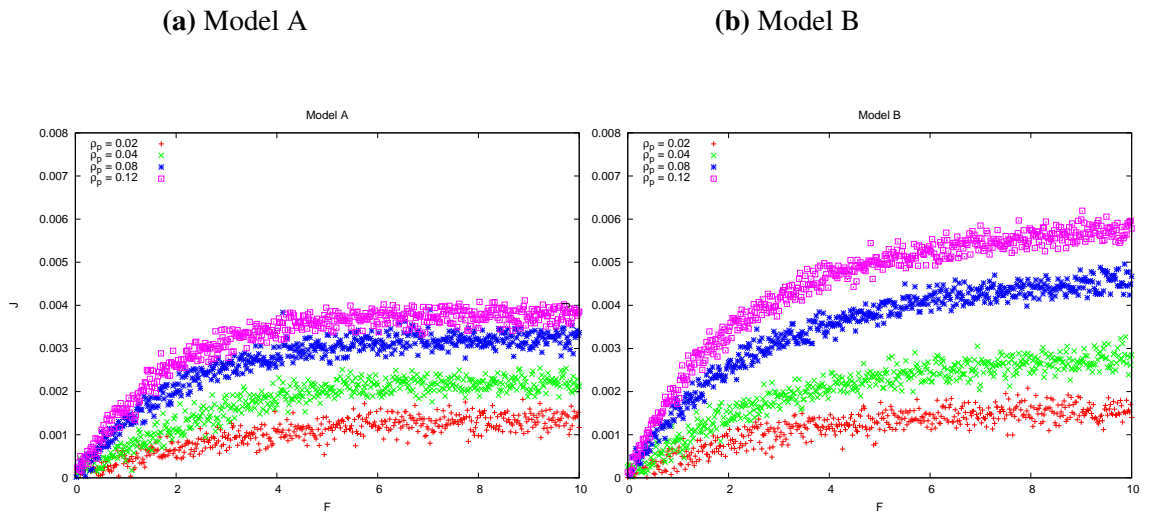 (a) Model A
(b) Model B
Model A
0.008
0.007
0.006
0.005
0.004
0.003
0.002
0.001
0
ρp = 0.02
ρp = 0.04
ρp = 0.08
ρp = 0.12
J
0 2 4 6 8 10
F
Model B
0.008
0.007
0.006
0.005
0.004
0.003
0.002
0.001
0
ρp = 0.02
ρp = 0.04
ρp = 0.08
ρp = 0.12
0 2 4 6 8 10
F